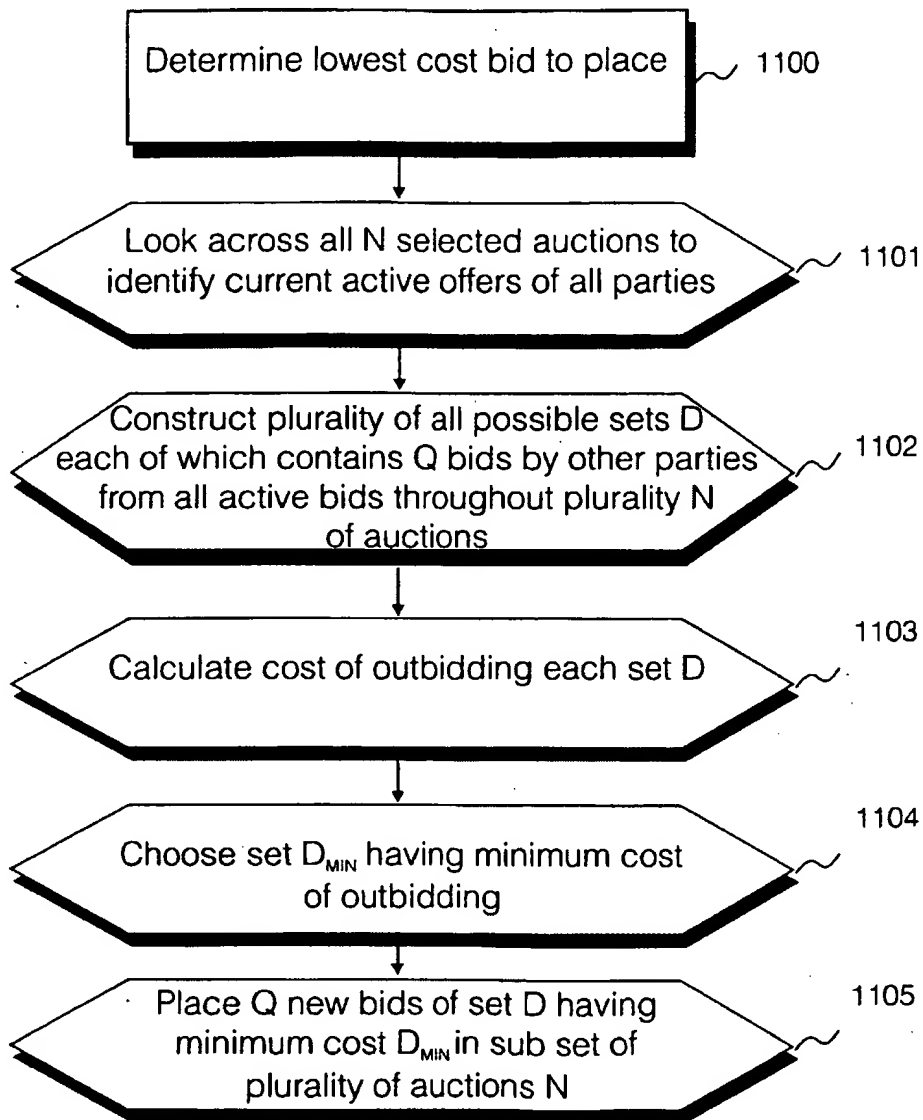 Determine lowest cost bid to place
1100
Look across all N selected auctions to
identify current active offers of all parties
1101
Construct plurality of all possible sets D
each of which contains Q bids by other parties
from all active bids throughout plurality N
of auctions
1102
Calculate cost of outbidding each set D
1103
Choose set D_MIN having minimum cost
of outbidding
1104
Place Q new bids of set D having
minimum cost D_MIN in sub set of
plurality of auctions N
1105